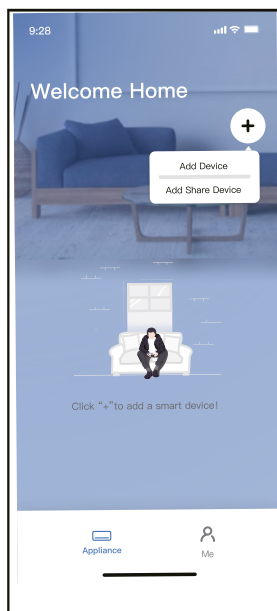 9:28
Welcome Home
+
Add Device
Add Share Device
Click “+”to add a smart device!
Appliance
Me